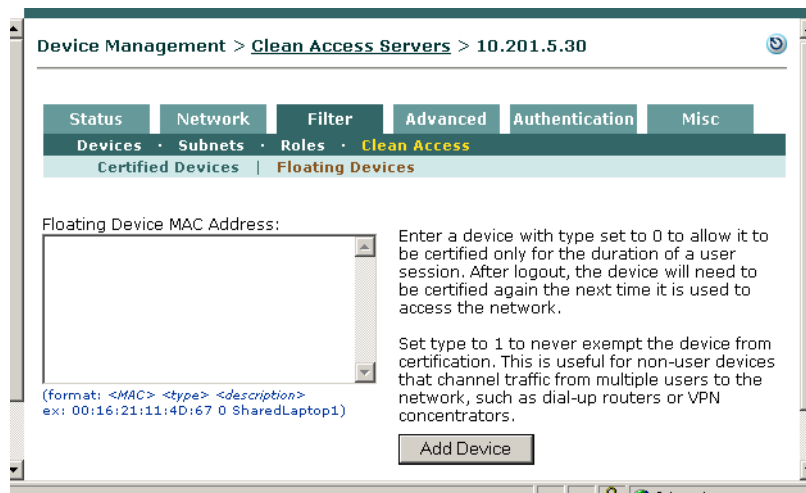 Device Management > Clean Access Servers > 10.201.5.30
Status Network Filter Advanced Authentication Misc
Devices · Subnets · Roles · Clean Access
Certified Devices | Floating Devices
Floating Device MAC Address:
Enter a device with type set to 0 to allow it to
be certified only for the duration of a user
session. After logout, the device will need to
be certified again the next time it is used to
access the network.
Set type to 1 to never exempt the device from
certification. This is useful for non-user devices
that channel traffic from multiple users to the
network, such as dial-up routers or VPN
concentrators.
(format: <MAC> <type> <description>
ex: 00:16:21:11:4D:67 0 SharedLaptop1)
Add Device